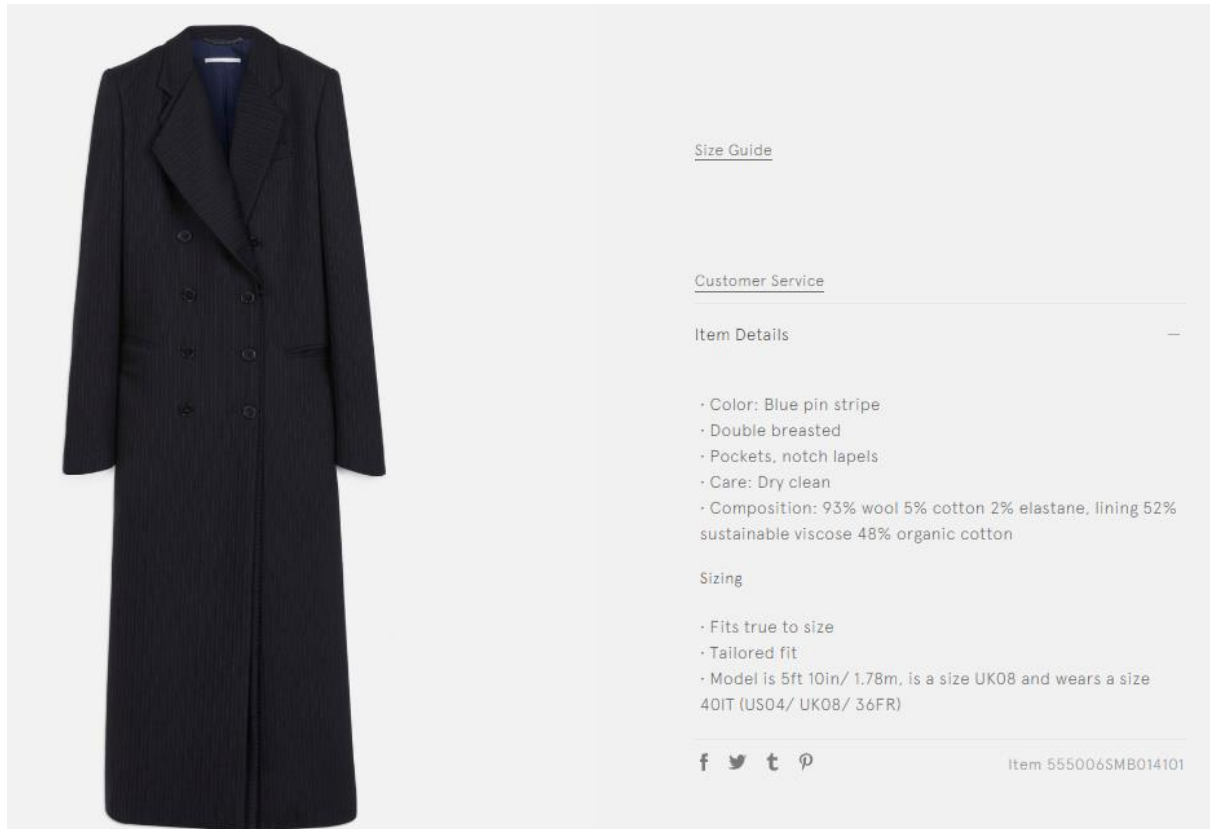 Size Guide
Customer Service
Item Details
· Color: Blue pin stripe
· Double breasted
· Pockets, notch lapels
· Care: Dry clean
· Composition: 93% wool 5% cotton 2% elastane, lining 52%
sustainable viscose 48% organic cotton
Sizing
· Fits true to size
· Tailored fit
· Model is 5ft 10in/ 1.78m, is a size UK08 and wears a size
40IT (US04/ UK08/ 36FR)
Item 555006SMB014101